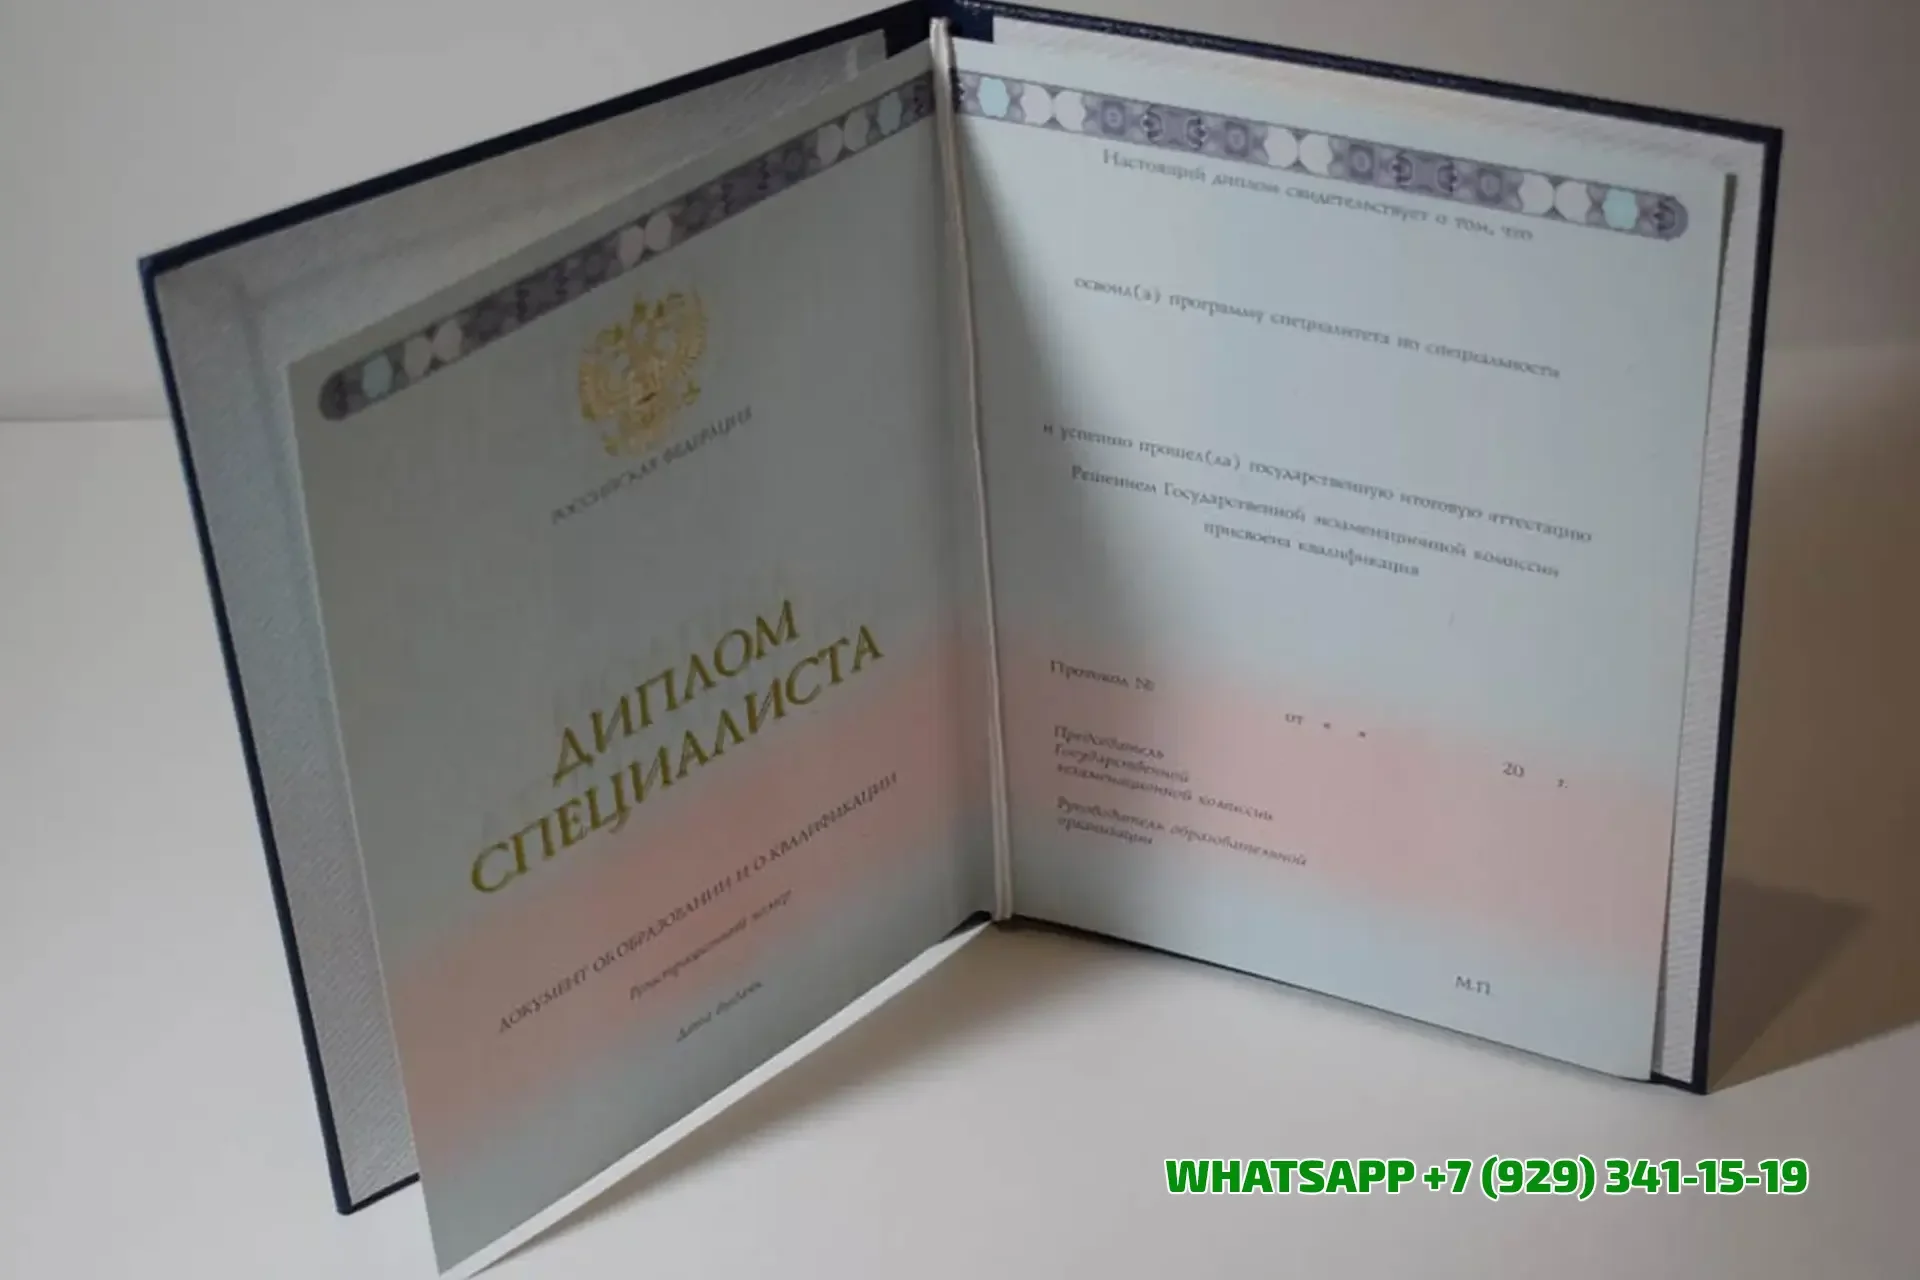 РОССИЙСКАЯ ФЕДЕРАЦИЯ
ДИПЛОМ
СПЕЦИАЛИСТА
ДОКУМЕНТ ОБ ОБРАЗОВАНИИ И О КВАЛИФИКАЦИИ
Регистрационный номер
Дата выдачи
Настоящий диплом свидетельствует о том, что
освоил(а) программу специалитета по специальности
и успешно прошел(ла) государственную итоговую аттестацию
Решением Государственной экзаменационной комиссии
присвоена квалификация
Протокол №
от « »
20 г.
Председатель
Государственной
экзаменационной комиссии
Руководитель образовательной
организации
М.П.
WHATSAPP +7 (929) 341-15-19